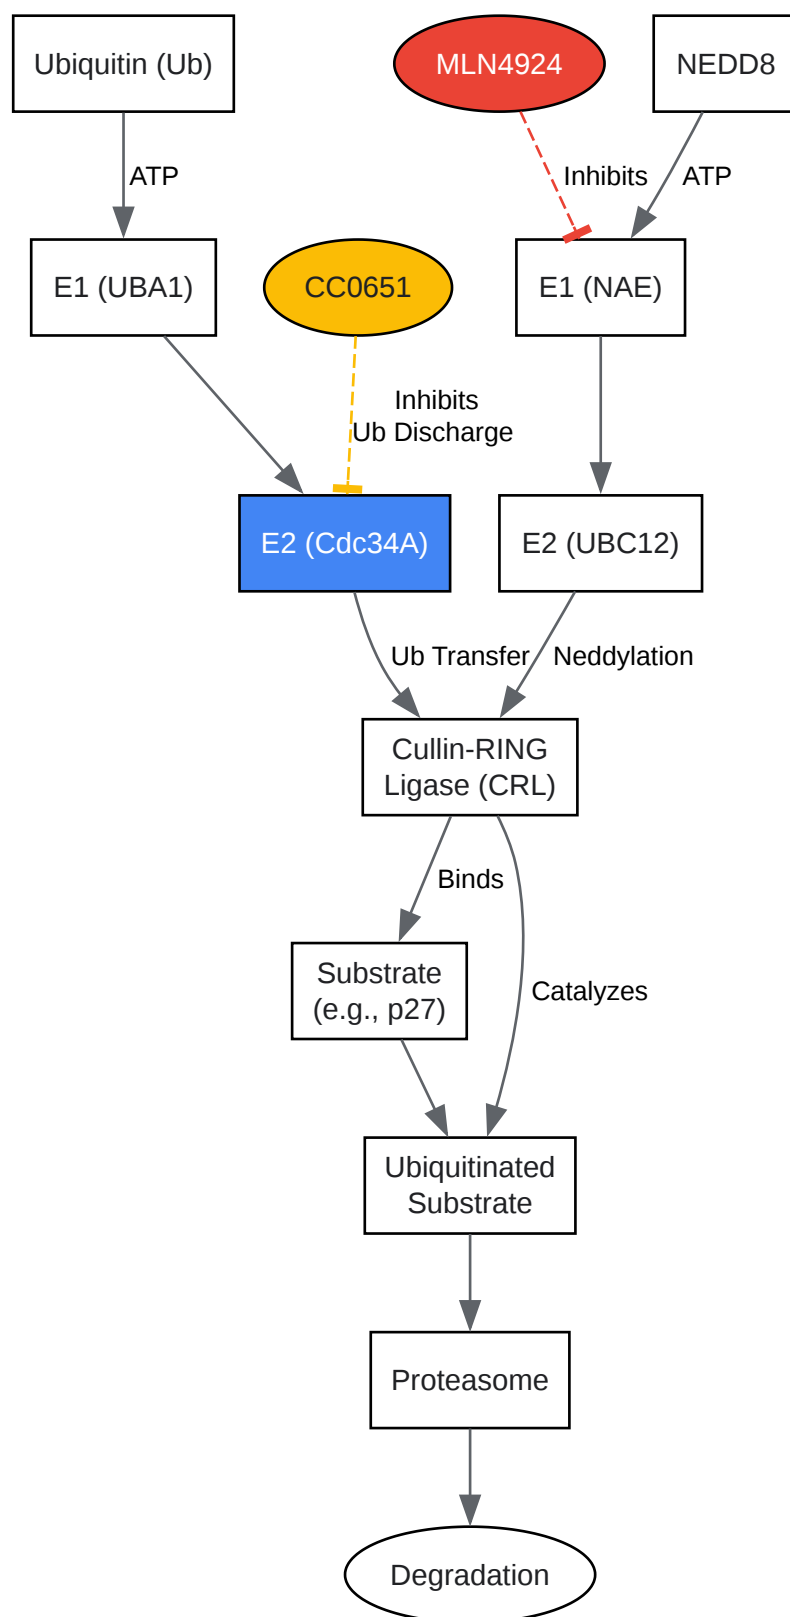 Ubiquitin (Ub)
MLN4924
NEDD8
ATP
Inhibits
ATP
E1 (UBA1)
CC0651
E1 (NAE)
Inhibits
Ub Discharge
E2 (Cdc34A)
E2 (UBC12)
Ub Transfer
Neddylation
Cullin-RING
Ligase (CRL)
Binds
Substrate
(e.g., p27)
Catalyzes
Ubiquitinated
Substrate
Proteasome
Degradation